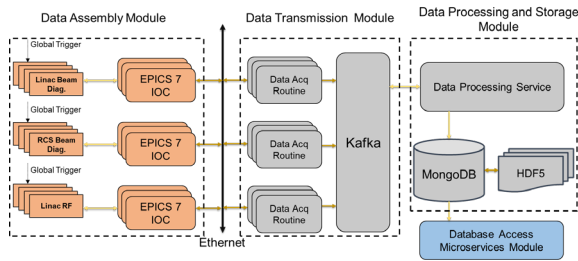 Data Assembly Module
Data Transmission Module
Data Processing and Storage
Module
Global Trigger
Linac Beam
Diag.
EPICS 7
IOC
Data Acq
Routine
Global Trigger
RCS Beam
Diag.
EPICS 7
IOC
Data Acq
Routine
Global Trigger
Linac RF
EPICS 7
IOC
Data Acq
Routine
Ethernet
Kafka
Data Processing Service
MongoDB
HDF5
Database Access
Microservices Module